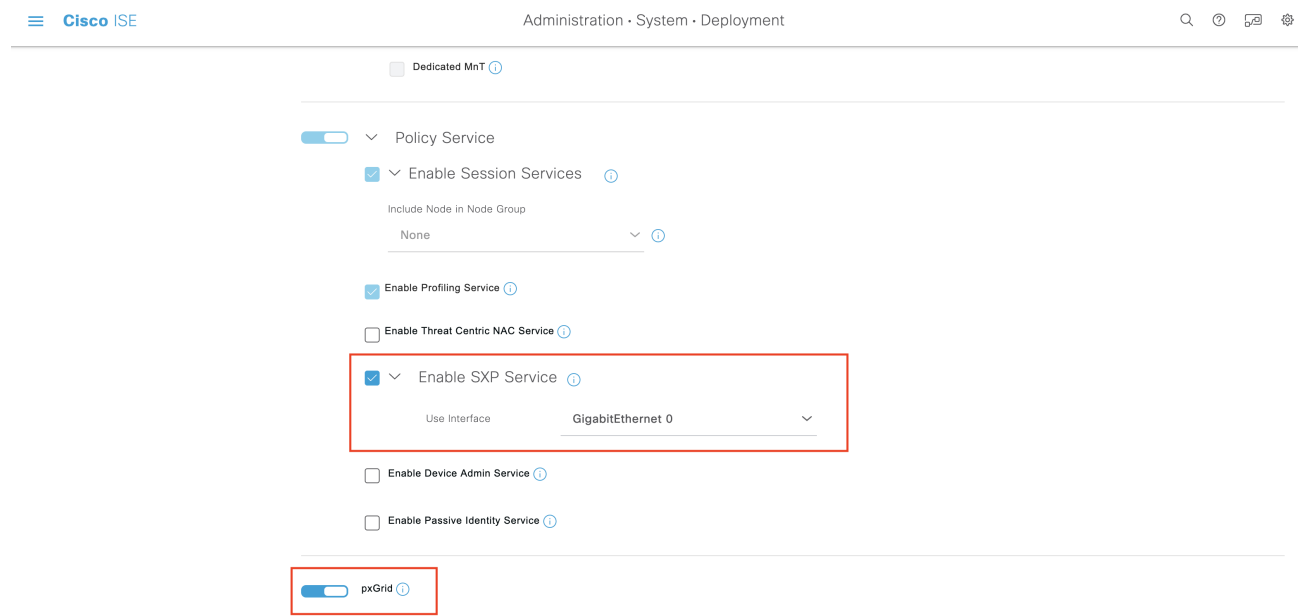 Cisco ISE
Administration · System · Deployment
Dedicated MnT
Policy Service
Enable Session Services
Include Node in Node Group
None
Enable Profiling Service
Enable Threat Centric NAC Service
Enable SXP Service
Use Interface
GigabitEthernet 0
Enable Device Admin Service
Enable Passive Identity Service
pxGrid